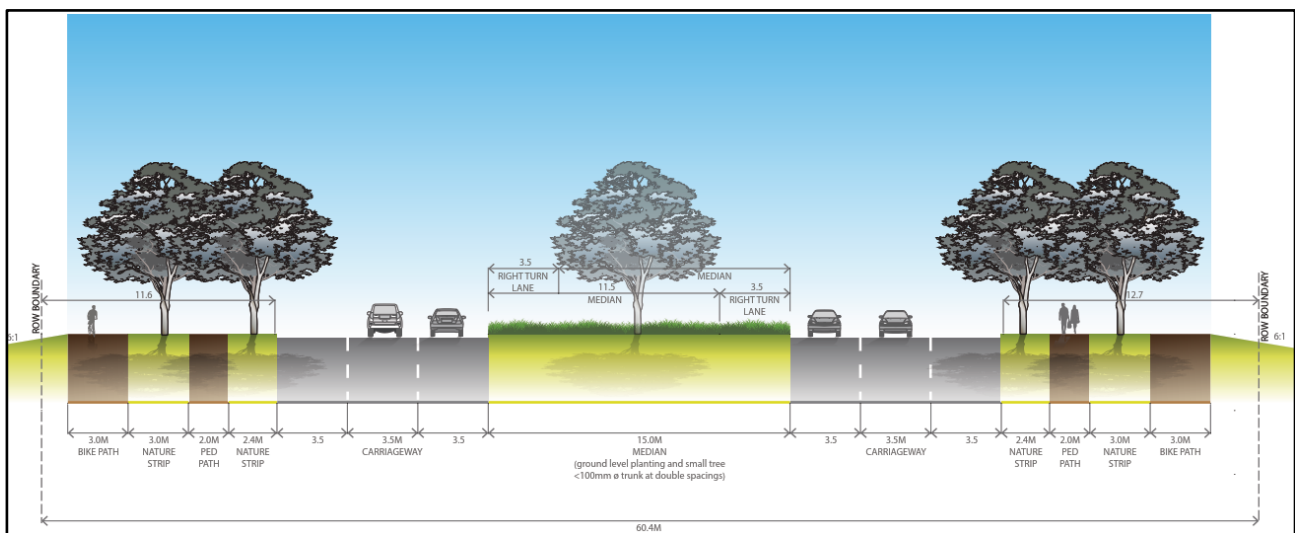 3.5
RIGHT TURN
LANE
MEDIAN
11.5
MEDIAN
3.5
RIGHT TURN
LANE
ROW BOUNDARY
11.6
12.7
ROW BOUNDARY
6:1
6:1
3.0M
BIKE PATH
3.0M
NATURE
STRIP
2.0M
PED
PATH
2.4M
NATURE
STRIP
3.5
3.5M
CARRIAGEWAY
3.5
15.0M
MEDIAN
(ground level planting and small tree
<100mm ø trunk at double spacings)
3.5
3.5M
CARRIAGEWAY
3.5
2.4M
NATURE
STRIP
2.0M
PED
PATH
3.0M
NATURE
STRIP
3.0M
BIKE PATH
60.4M